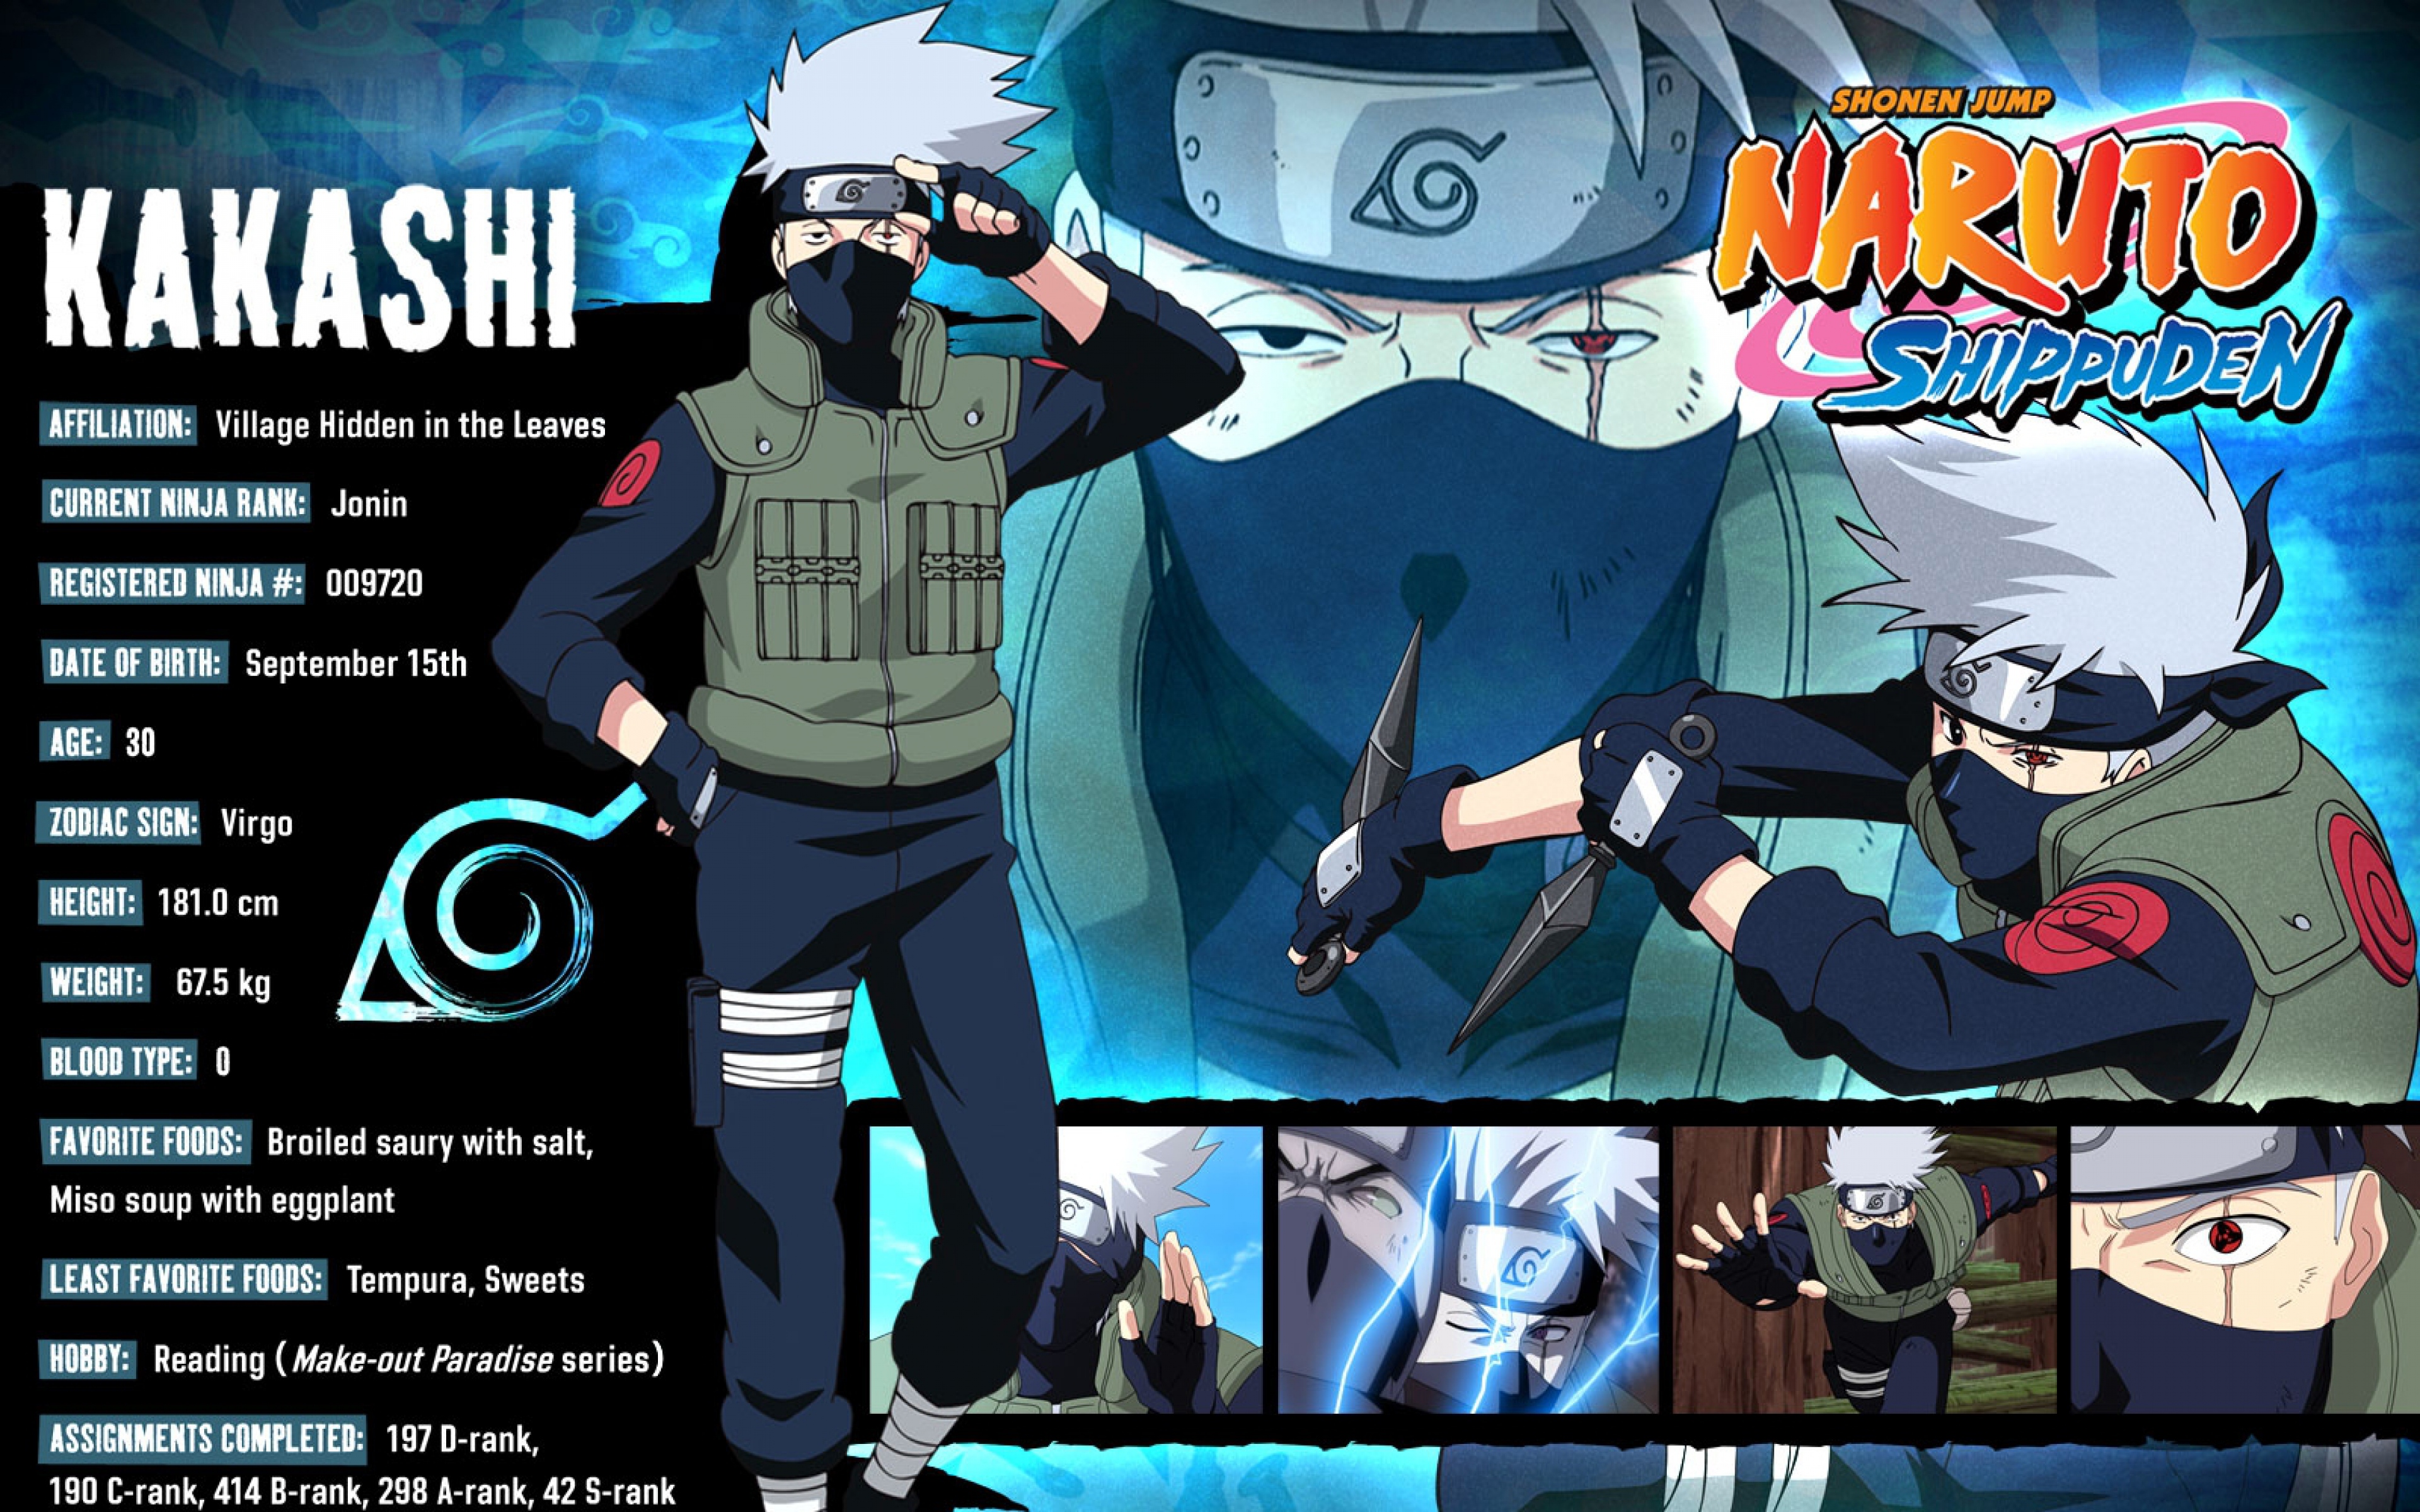 KAKASHI
AFFILIATION: Village Hidden in the Leaves
CURRENT NINJA RANK: Jonin
REGISTERED NINJA #: 009720
DATE OF BIRTH: September 15th
AGE: 30
ZODIAC SIGN: Virgo
HEIGHT: 181.0 cm
WEIGHT: 67.5 kg
BLOOD TYPE: O
FAVORITE FOODS: Broiled saury with salt,
Miso soup with eggplant
LEAST FAVORITE FOODS: Tempura, Sweets
HOBBY: Reading (Make-out Paradise series)
ASSIGNMENTS COMPLETED: 197 D-rank,
190 C-rank, 414 B-rank, 298 A-rank, 42 S-rank
SHONEN JUMP
NARUTO
SHIPPUDEN